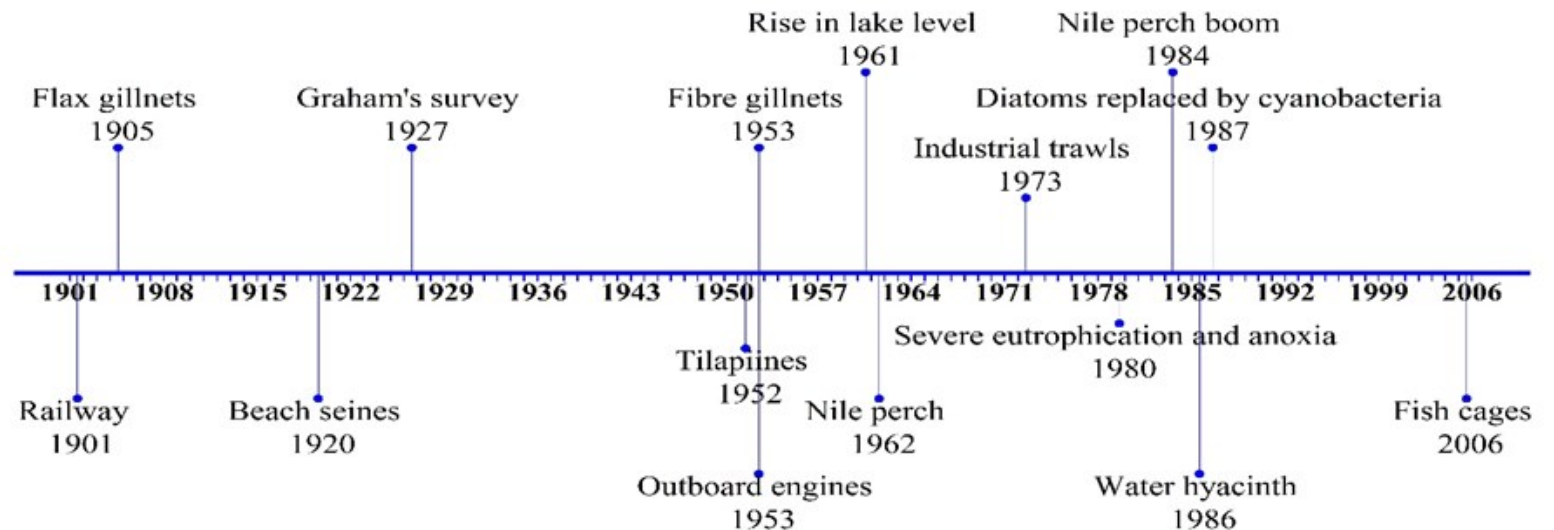 Rise in lake level
1961
Nile perch boom
1984
Flax gillnets
1905
Graham's survey
1927
Fibre gillnets
1953
Diatoms replaced by cyanobacteria
1987
Industrial trawls
1973
1901 1908 1915 1922 1929 1936 1943 1950 1957 1964 1971 1978 1985 1992 1999 2006
Severe eutrophication and anoxia
1980
Tilapiines
1952
Railway
1901
Beach seines
1920
Nile perch
1962
Fish cages
2006
Outboard engines
1953
Water hyacinth
1986